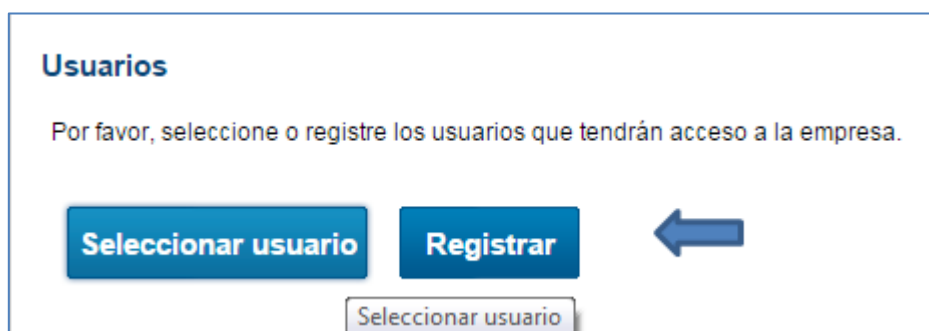 Usuarios
Por favor, seleccione o registre los usuarios que tendrán acceso a la empresa.
Seleccionar usuario Registrar
Seleccionar usuario